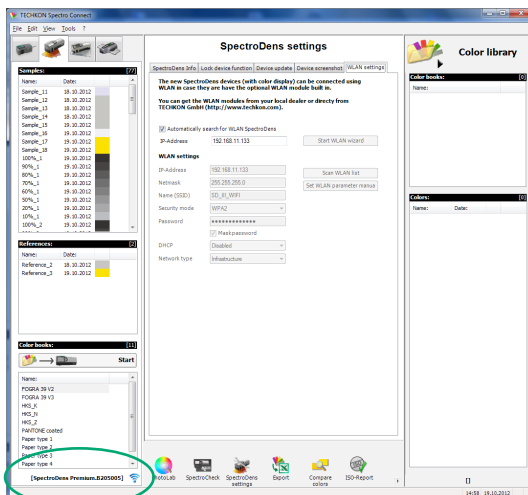 TECHKON Spectro Connect
File Edit View Tools ?
SpectroDens settings
Color library
Samples: [77]
Name: Date:
Sample_11 18.10.2012
Sample_12 18.10.2012
Sample_13 18.10.2012
Sample_14 18.10.2012
Sample_15 19.10.2012
Sample_16 19.10.2012
Sample_17 19.10.2012
Sample_18 19.10.2012
100%_1 19.10.2012
90%_1 19.10.2012
80%_1 19.10.2012
70%_1 19.10.2012
60%_1 19.10.2012
50%_1 19.10.2012
20%_1 19.10.2012
10%_1 19.10.2012
100%_2 19.10.2012
References: [2]
Name: Date:
Reference_2 18.10.2012
Reference_3 19.10.2012
Color books: [11]
Start
Name:
FOGRA 39 V2
FOGRA 39 V3
HKS_K
HKS_N
HKS_Z
PANTONE coated
Paper type 1
Paper type 2
Paper type 3
Paper type 4
[SpectroDens Premium.B205005]
SpectroDens Info Lock device function Device update Device screenshot WLAN settings
The new SpectroDens devices (with color display) can be connected using
WLAN in case they are have the optional WLAN module built in.
You can get the WLAN modules from your local dealer or directy from
TECHKON GmbH (http://www.techkon.com).
Automatically search for WLAN SpectroDens
IP-Address 192.168.11.133 Start WLAN wizard
WLAN settings
IP-Address 192.168.11.133 Scan WLAN list
Netmask 255.255.255.0 Set WLAN parameter manua
Name (SSID) SD_III_WIFI
Security mode WPA2
Password *************
Mask password
DHCP Disabled
Network type Infrastructure
PhotoLab SpectroCheck SpectroDens settings Export Compare colors ISO-Report
Color books: [0]
Name:
Colors: [0]
Name: Date:
[]
14:58 19.10.2012